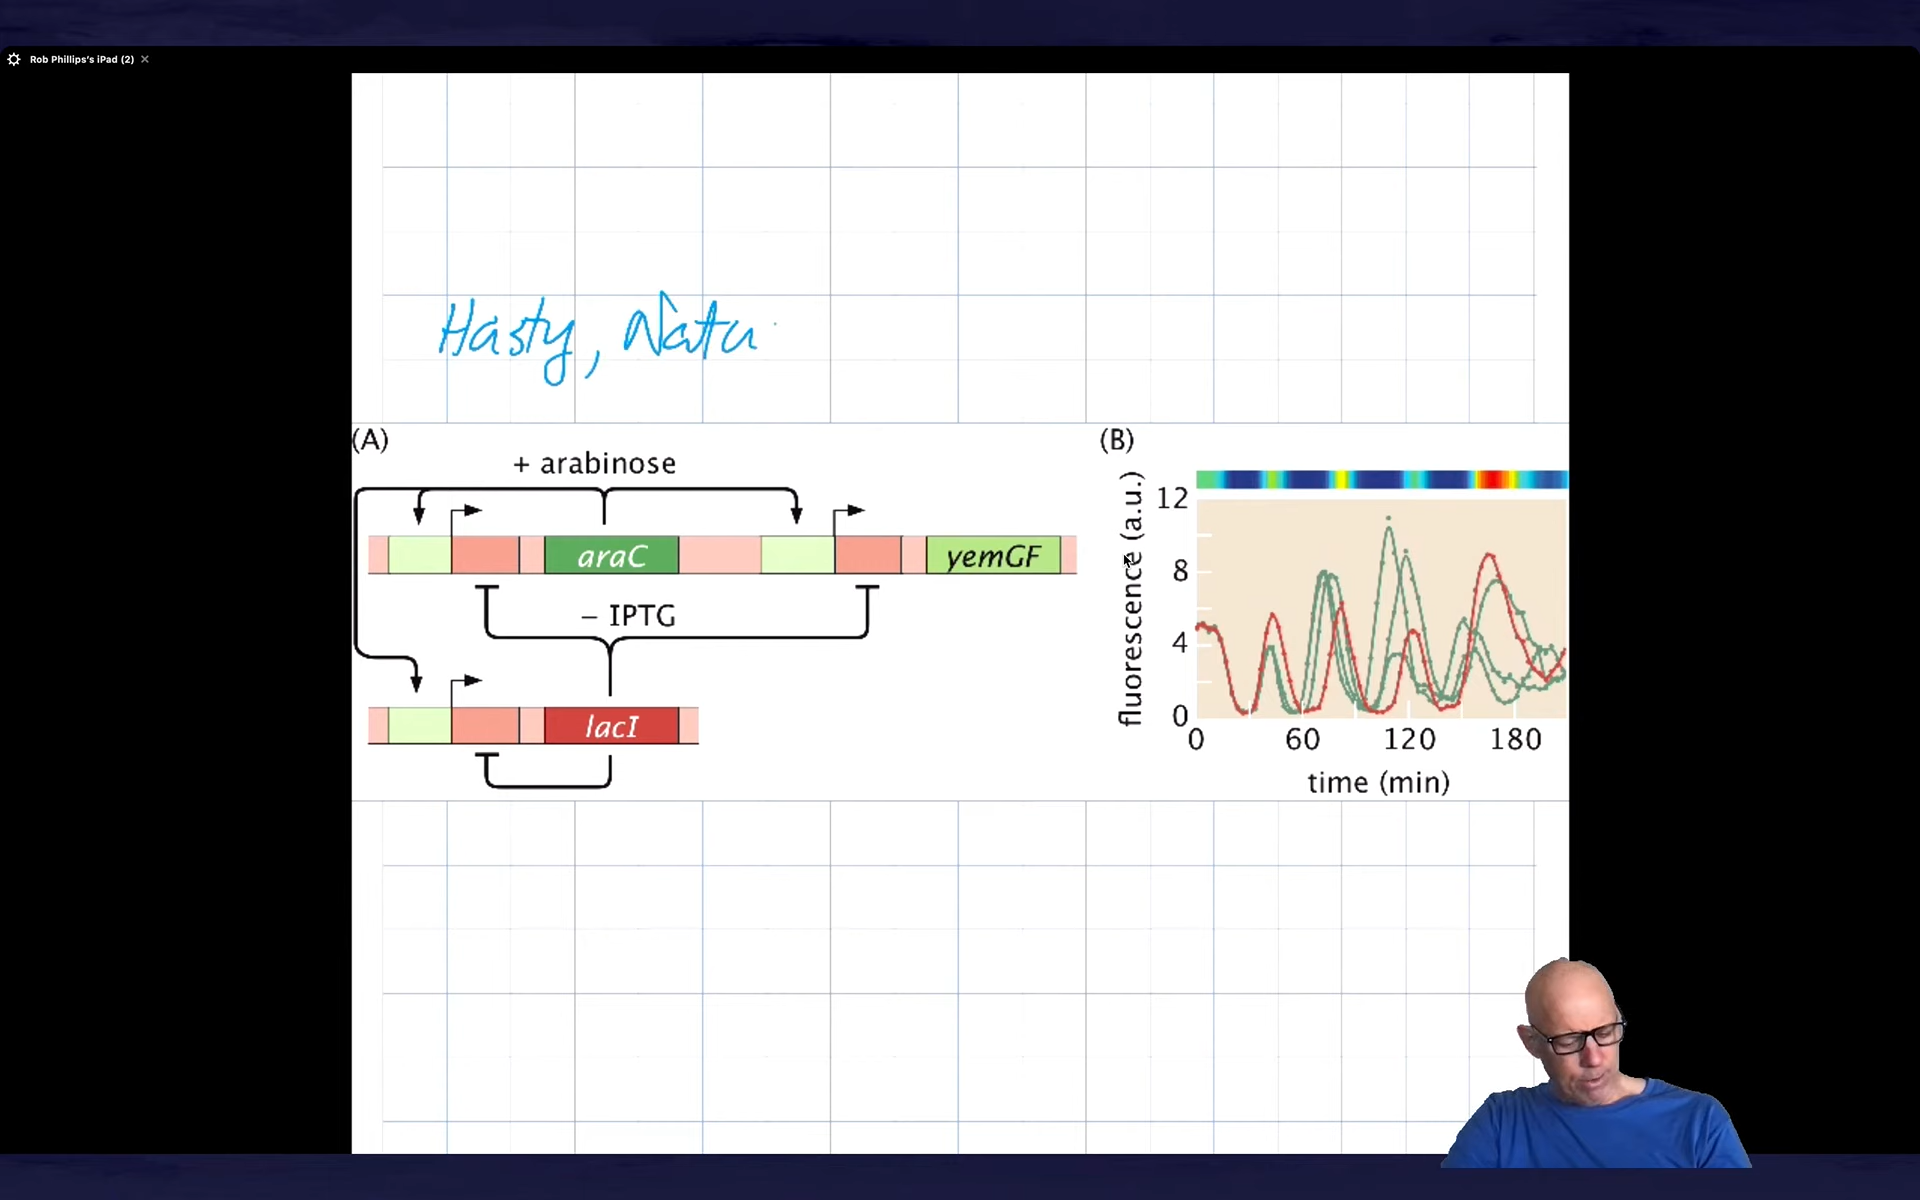 Rob Phillips's iPad (2) ×
Hasty, Natu
(A)
+ arabinose
araC
yemGF
– IPTG
lacI
(B)
fluorescence (a.u.)
12
8
4
0
0 60 120 180
time (min)